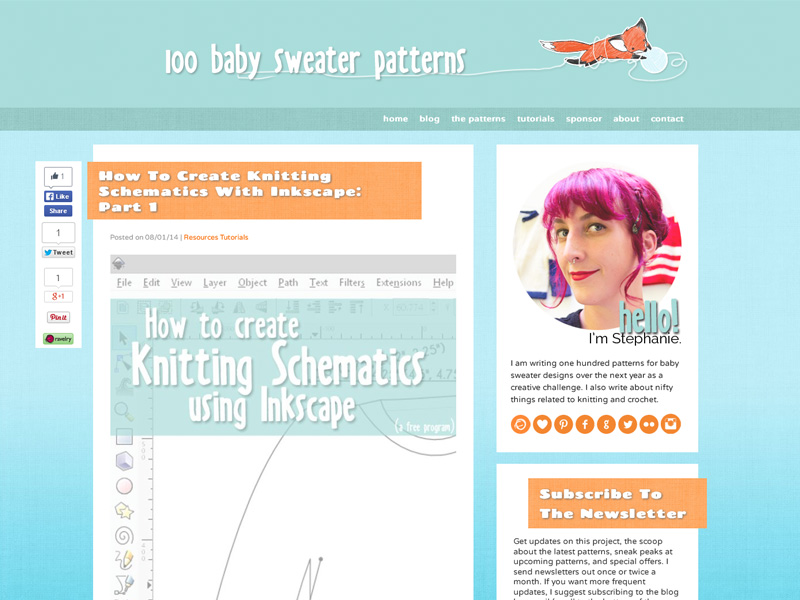 100 baby sweater patterns
home blog the patterns tutorials sponsor about contact
1
Like
Share
1
Tweet
1
g+1
Pin it
ravelry
How To Create Knitting
Schematics With Inkscape:
Part 1
Posted on 08/01/14 | Resources Tutorials
File Edit View Layer Object Path Text Filters Extensions Help
How to create
Knitting Schematics
using Inkscape
(a free program)
hello!
I'm Stephanie.
I am writing one hundred patterns for baby
sweater designs over the next year as a
creative challenge. I also write about nifty
things related to knitting and crochet.
Subscribe To
The Newsletter
Get updates on this project, the scoop
about the latest patterns, sneak peaks at
upcoming patterns, and special offers. I
send newsletters out once or twice a
month. If you want more frequent
updates, I suggest subscribing to the blog